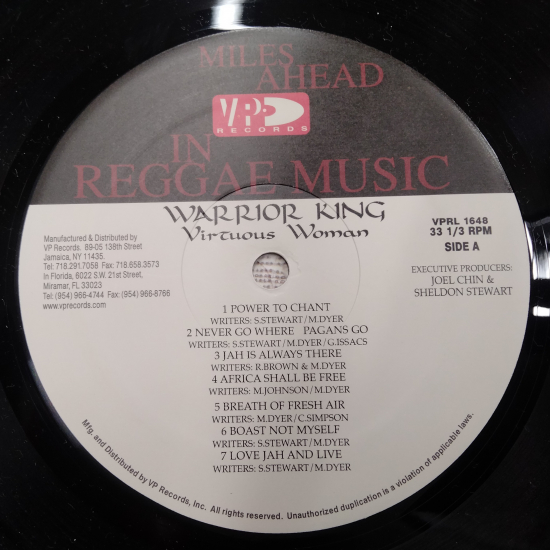 MILES
AHEAD
VP
RECORDS
IN
REGGAE MUSIC
WARRIOR KING
Virtuous Woman
Manufactured & Distributed by
VP Records. 89-05 138th Street
Jamaica, NY 11435.
Tel: 718.291.7058 Fax: 718.658.3573
In Florida, 6022 S.W. 21st Street,
Miramar, FL 33023
Tel: (954) 966-4744 Fax: (954) 966-8766
www.vprecords.com
VPRL 1648
33 1/3 RPM
SIDE A
EXECUTIVE PRODUCERS:
JOEL CHIN &
SHELDON STEWART
1 POWER TO CHANT
WRITERS: S.STEWART/M.DYER
2 NEVER GO WHERE PAGANS GO
WRITERS: S.STEWART/M.DYER/G.ISSACS
3 JAH IS ALWAYS THERE
WRITERS: R.BROWN & M.DYER
4 AFRICA SHALL BE FREE
WRITERS: M.JOHNSON/M.DYER
5 BREATH OF FRESH AIR
WRITERS: M.DYER/C.SIMPSON
6 BOAST NOT MYSELF
WRITERS: S.STEWART/M.DYER
7 LOVE JAH AND LIVE
WRITERS: S.STEWART/M.DYER
Mfg. and Distributed by VP Records, Inc. All rights reserved. Unauthorized duplication is a violation of applicable laws.